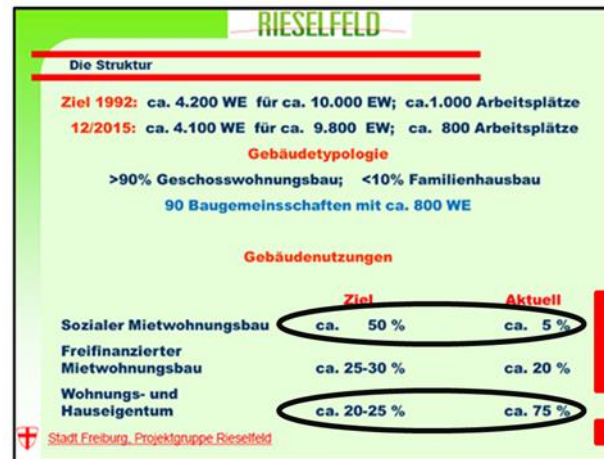 RIESELFELD
Die Struktur
Ziel 1992: ca. 4.200 WE für ca. 10.000 EW; ca.1.000 Arbeitsplätze
12/2015: ca. 4.100 WE für ca. 9.800 EW; ca. 800 Arbeitsplätze
Gebäudetypologie
>90% Geschosswohnungsbau; <10% Familienhausbau
90 Baugemeinsschaften mit ca. 800 WE
Gebäudenutzungen
Ziel Aktuell
Sozialer Mietwohnungsbau ca. 50 % ca. 5 %
Freifinanzierter
Mietwohnungsbau ca. 25-30 % ca. 20 %
Wohnungs- und
Hauseigentum ca. 20-25 % ca. 75 %
Stadt Freiburg, Projektgruppe Rieselfeld